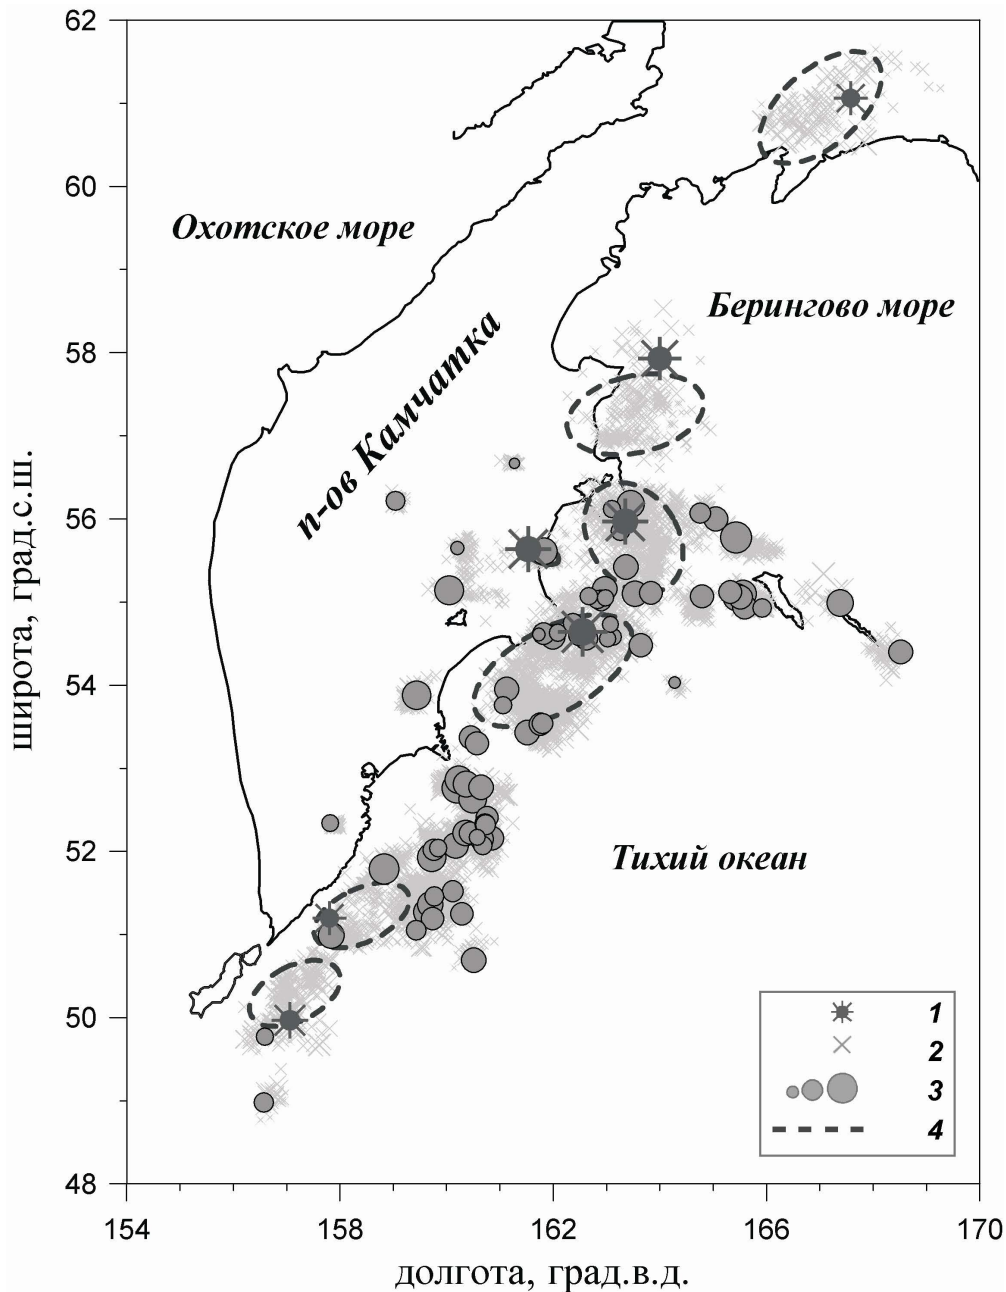 62
60
58
56
54
52
50
48
широта, град.с.ш.
Охотское море
Берингово море
п-ов Камчатка
Тихий океан
1
2
3
4
154
158
162
166
170
долгота, град.в.д.